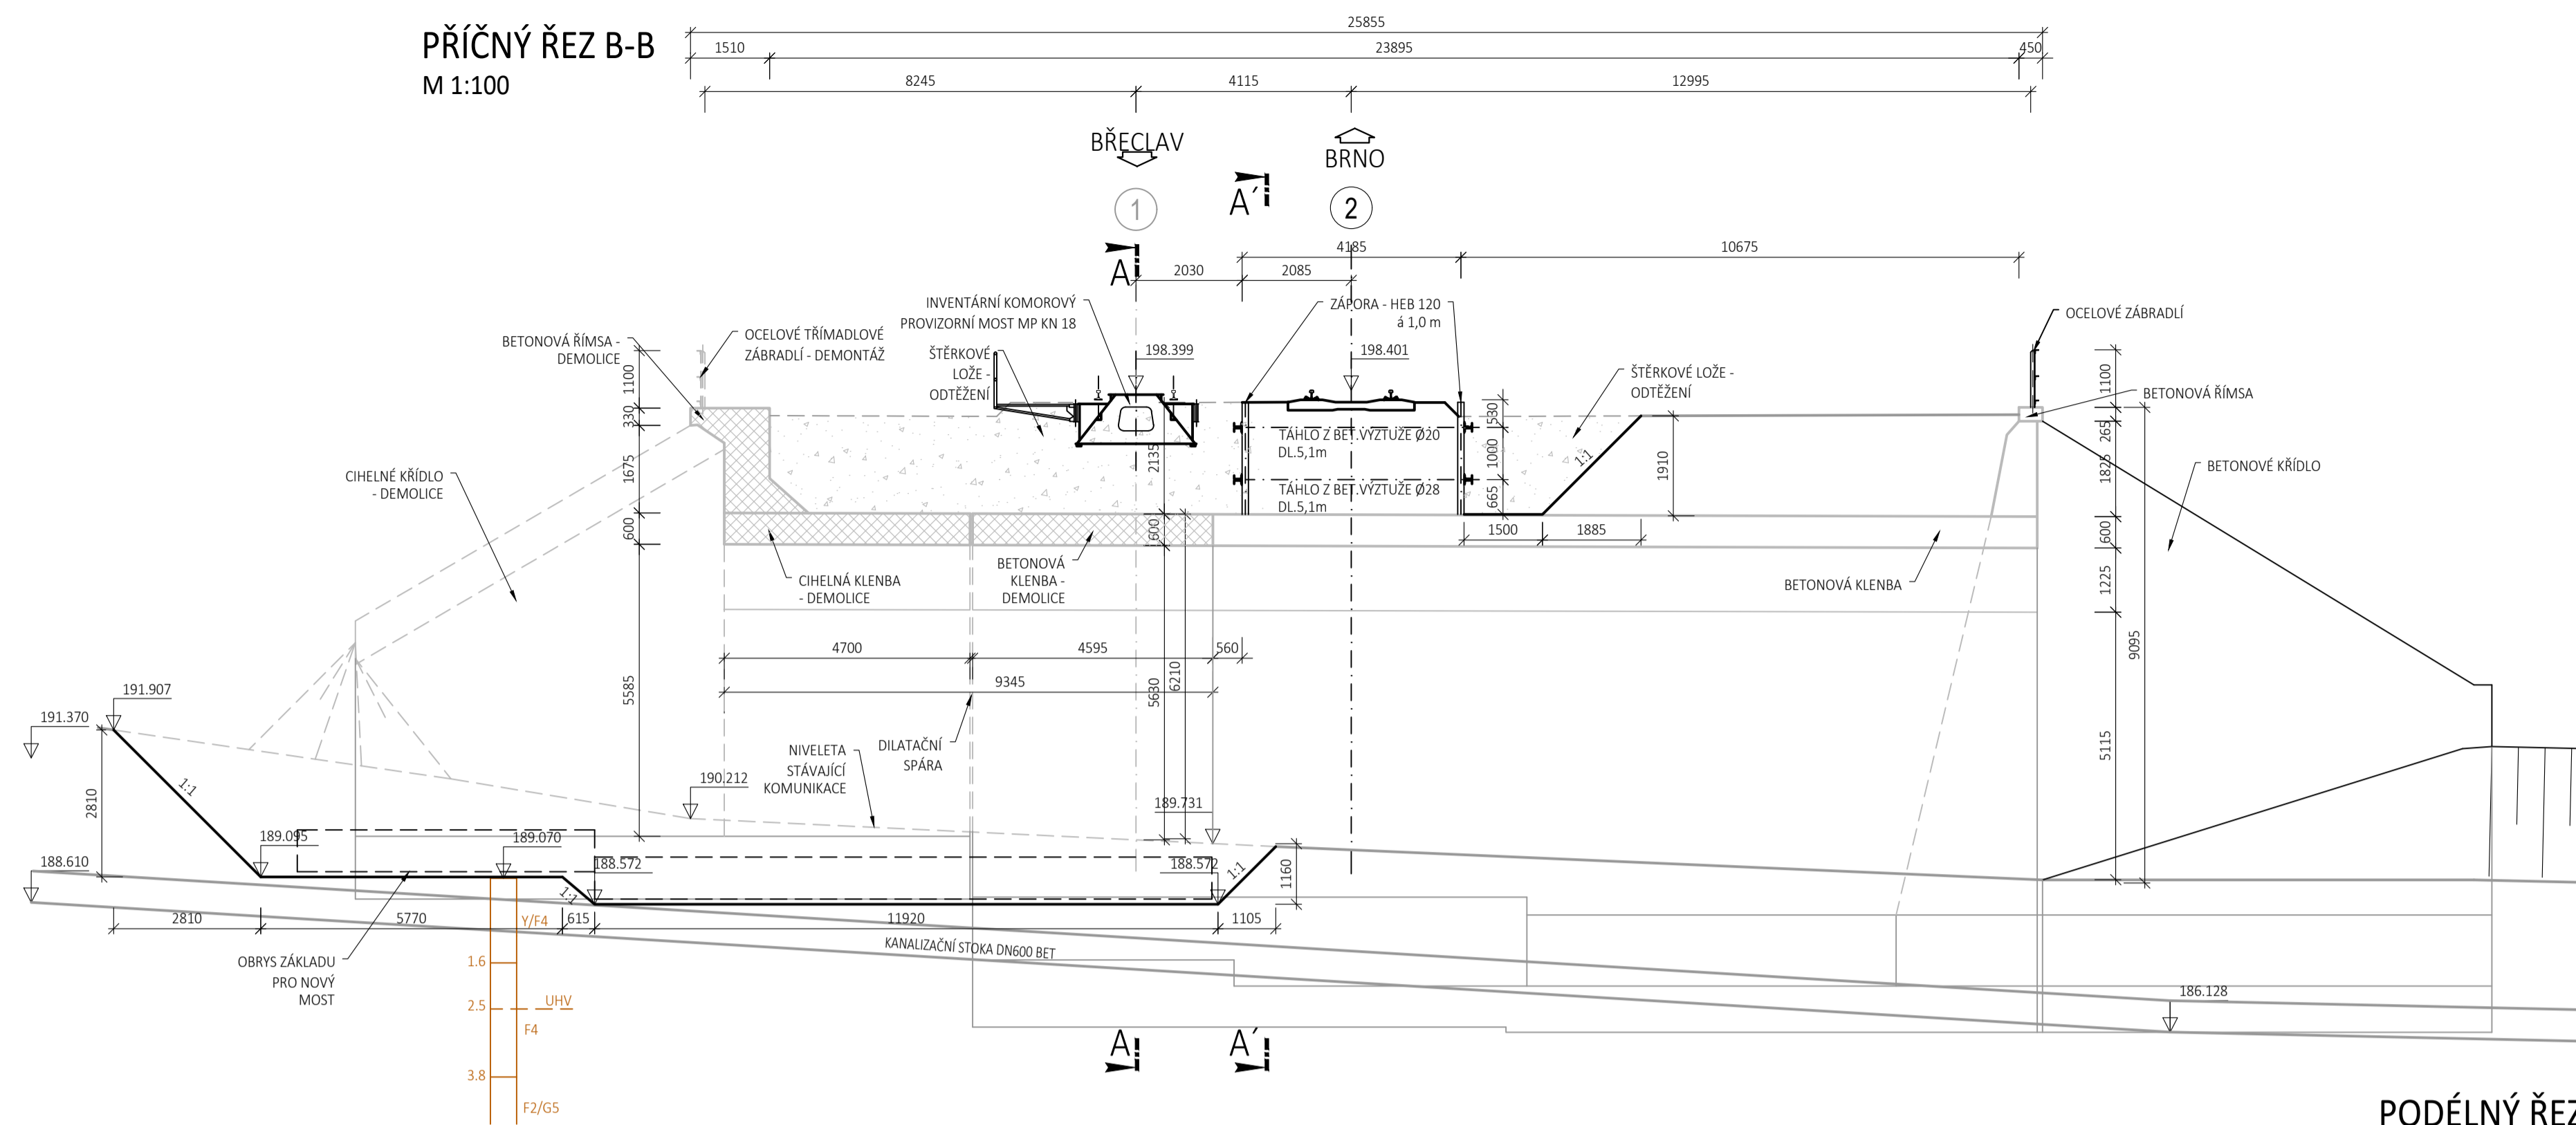 PŘÍČNÝ ŘEZ B-B
M 1:100
25855
1510
23895
450
8245
4115
12995
BŘECLAV
BRNO
A´
1
2
A
4185
10675
2030
2085
INVENTÁRNÍ KOMOROVÝ
PROVIZORNÍ MOST MP KN 18
ZÁPORA - HEB 120
á 1,0 m
OCELOVÉ ZÁBRADLÍ
BETONOVÁ ŘÍMSA -
DEMOLICE
OCELOVÉ TŘÍMADLOVÉ
ZÁBRADLÍ - DEMONTÁŽ
ŠTĚRKOVÉ
LOŽE -
ODTĚŽENÍ
198.399
198.401
ŠTĚRKOVÉ LOŽE -
ODTĚŽENÍ
BETONOVÁ ŘÍMSA
1100
330
1675
600
5585
530
1000
665
1910
1:1
1100
265
1825
600
1225
5115
9095
TÁHLO Z BET.VÝZTUŽE Ø20
DL.5,1m
TÁHLO Z BET.VÝZTUŽE Ø28
DL.5,1m
2135
600
5630
6210
CIHELNÉ KŘÍDLO
- DEMOLICE
BETONOVÉ KŘÍDLO
1500
1885
CIHELNÁ KLENBA
- DEMOLICE
BETONOVÁ
KLENBA -
DEMOLICE
BETONOVÁ KLENBA
4700
4595
560
9345
191.907
191.370
2810
1:1
188.610
NIVELETA
STÁVAJÍCÍ
KOMUNIKACE
DILATAČNÍ
SPÁRA
190.212
189.731
189.095
189.070
188.572
188.572
1:1
1:1
1160
2810
5770
615
11920
1105
Y/F4
KANALIZAČNÍ STOKA DN600 BET
OBRYS ZÁKLADU
PRO NOVÝ
MOST
1.6
2.5
UHV
F4
3.8
F2/G5
186.128
A
A´
PODÉLNÝ ŘEZ